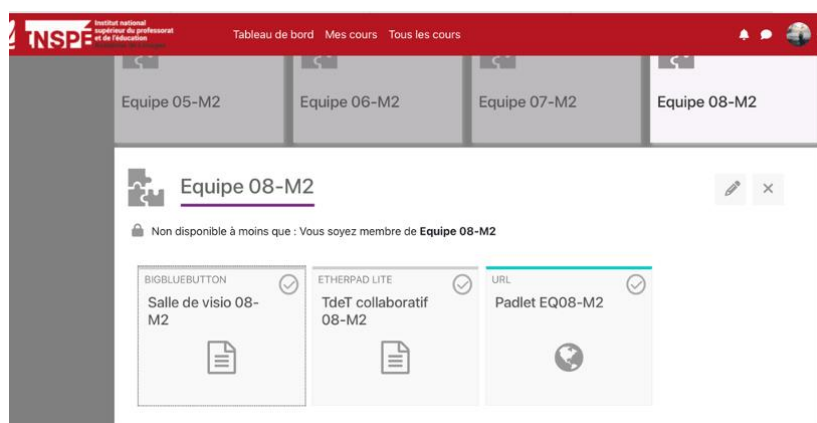 INSPÉ
Institut national
supérieur du professorat
et de l'éducation
Tableau de bord Mes cours Tous les cours
Equipe 05-M2 Equipe 06-M2 Equipe 07-M2 Equipe 08-M2
Equipe 08-M2
Non disponible à moins que : Vous soyez membre de Equipe 08-M2
BIGBLUEBUTTON
Salle de visio 08-
M2
ETHERPAD LITE
TdeT collaboratif
08-M2
URL
Padlet EQ08-M2